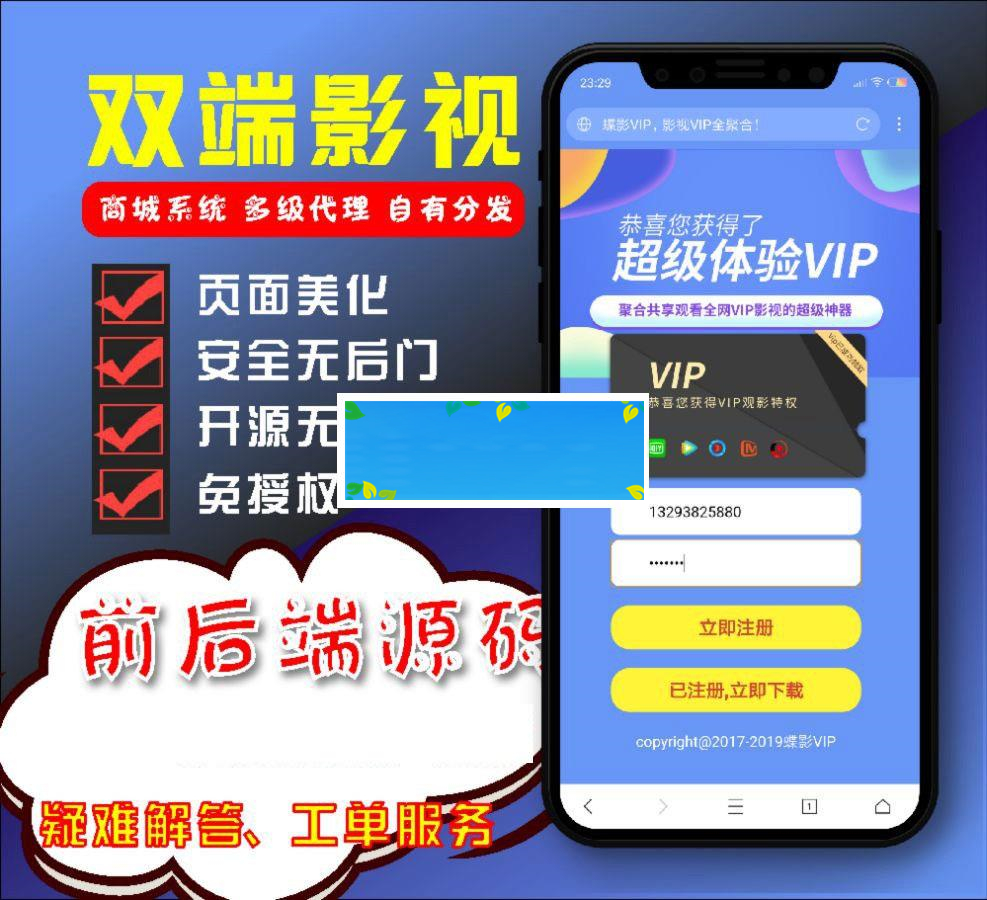 双端影视
商城系统 多级代理 自有分发
页面美化
安全无后门
开源无
免授权
前后端源码
疑难解答、工单服务
23:29
蝶影VIP，影视VIP全聚合！
恭喜您获得了
超级体验VIP
聚合共享观看全网VIP影视的超级神器
VIP
恭喜您获得VIP观影特权
13293825880
立即注册
已注册,立即下载
copyright@2017-2019蝶影VIP
1